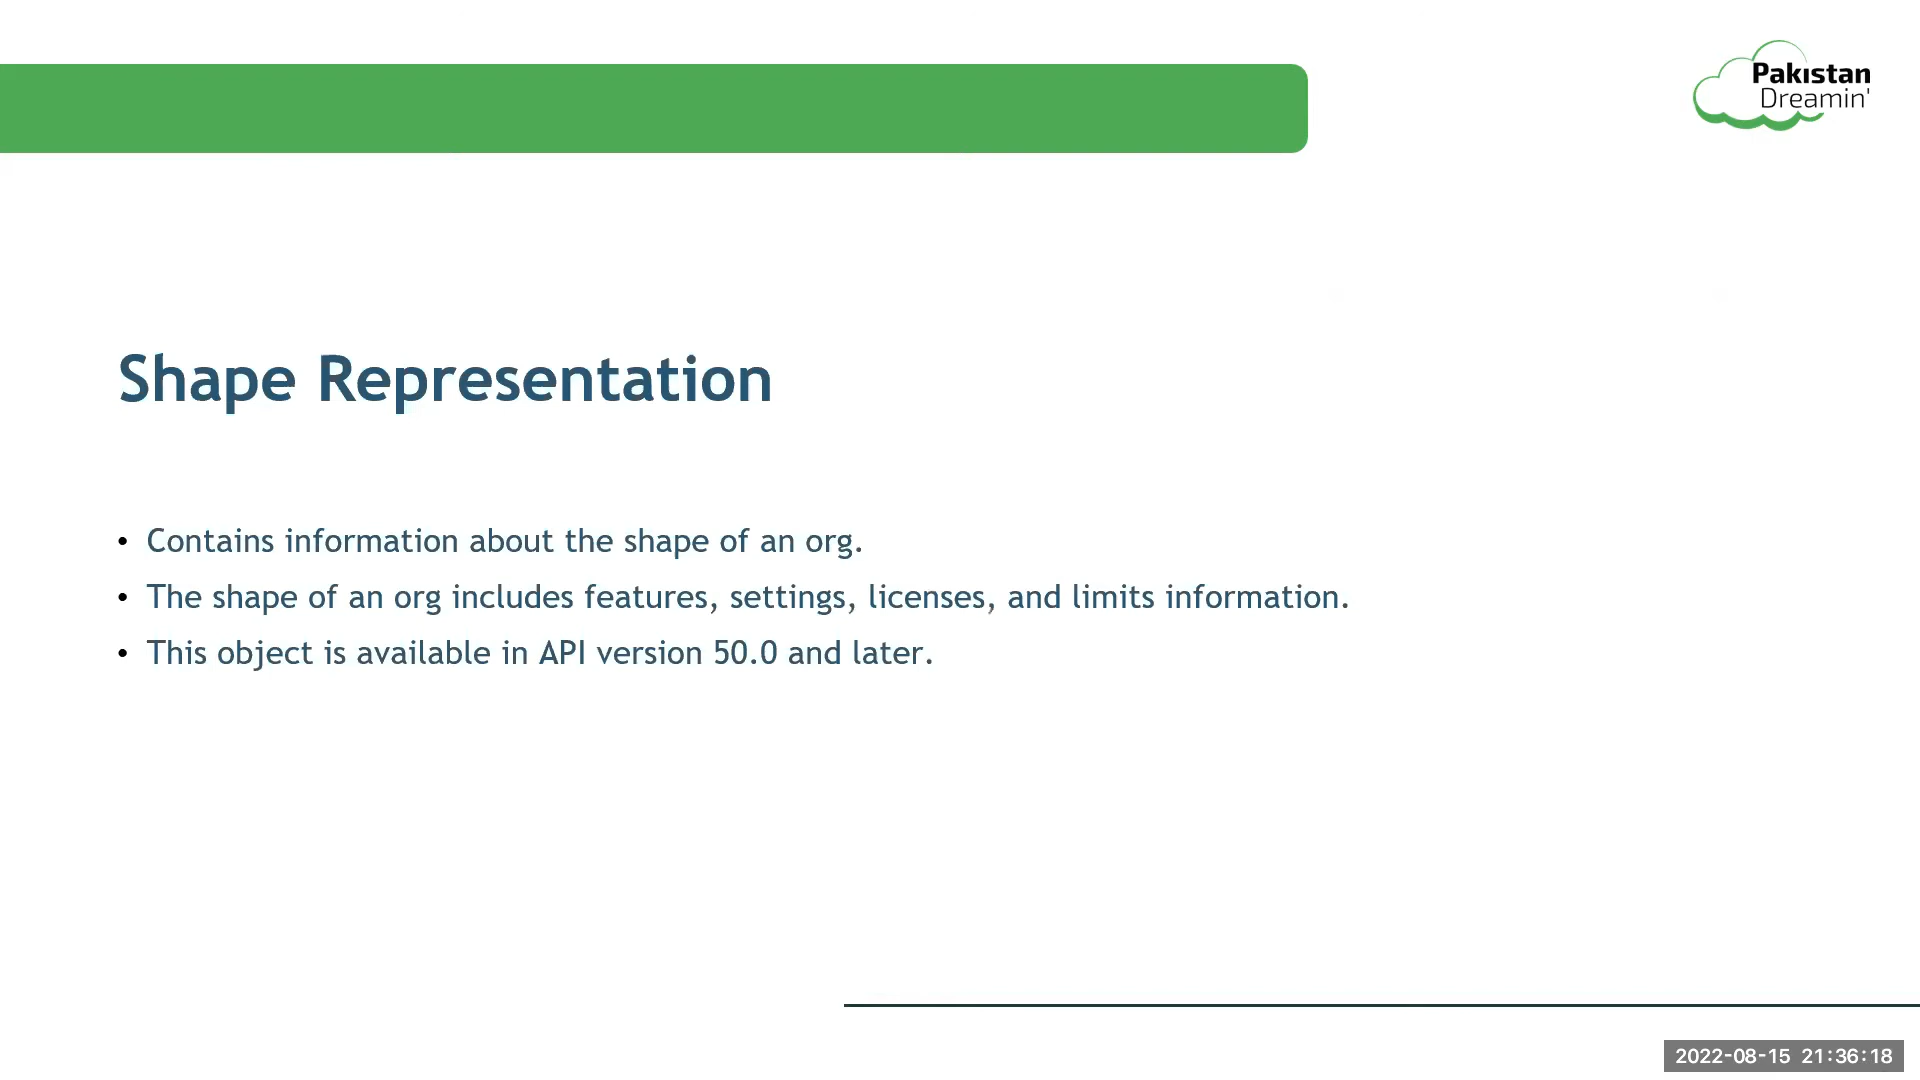 Pakistan
Dreamin'
Shape Representation
• Contains information about the shape of an org.
• The shape of an org includes features, settings, licenses, and limits information.
• This object is available in API version 50.0 and later.
2022-08-15 21:36:18